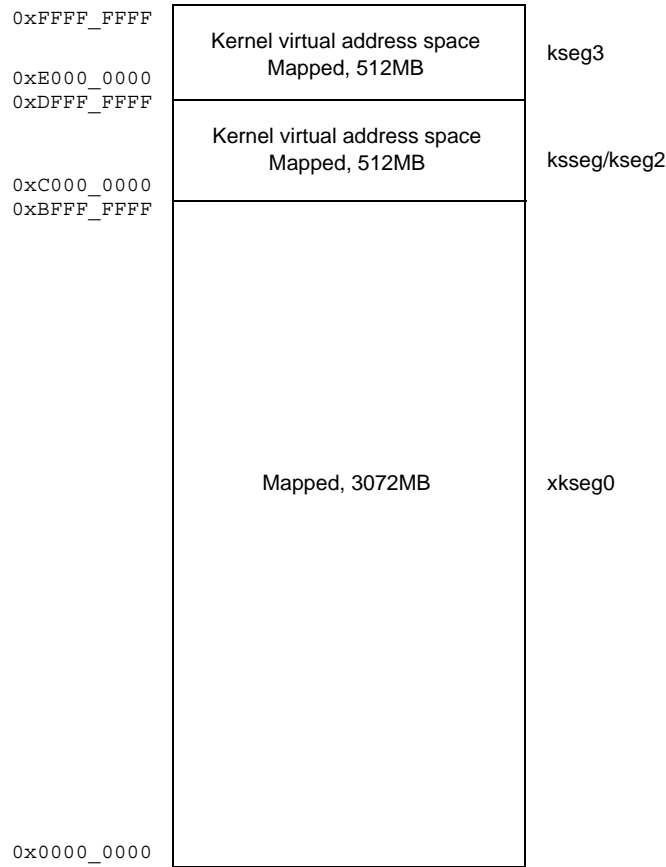 0xFFFF_FFFF
Kernel virtual address space
Mapped, 512MB
kseg3
0xE000_0000
0xDFFF_FFFF
Kernel virtual address space
Mapped, 512MB
ksseg/kseg2
0xC000_0000
0xBFFF_FFFF
Mapped, 3072MB
xkseg0
0x0000_0000